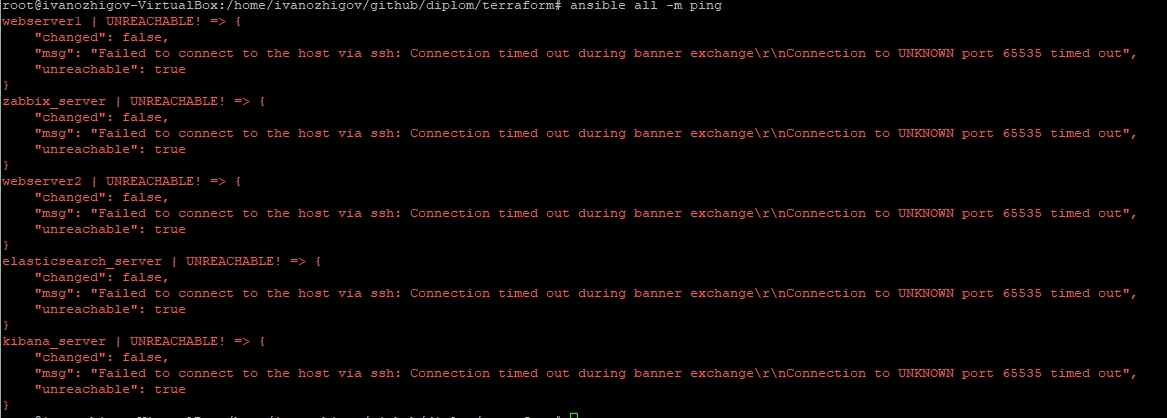 root@ivanozhigov-VirtualBox:/home/ivanozhigov/github/diplom/terraform# ansible all -m ping
webserver1 | UNREACHABLE! => {
    "changed": false,
    "msg": "Failed to connect to the host via ssh: Connection timed out during banner exchange\r\nConnection to UNKNOWN port 65535 timed out",
    "unreachable": true
}
zabbix_server | UNREACHABLE! => {
    "changed": false,
    "msg": "Failed to connect to the host via ssh: Connection timed out during banner exchange\r\nConnection to UNKNOWN port 65535 timed out",
    "unreachable": true
}
webserver2 | UNREACHABLE! => {
    "changed": false,
    "msg": "Failed to connect to the host via ssh: Connection timed out during banner exchange\r\nConnection to UNKNOWN port 65535 timed out",
    "unreachable": true
}
elasticsearch_server | UNREACHABLE! => {
    "changed": false,
    "msg": "Failed to connect to the host via ssh: Connection timed out during banner exchange\r\nConnection to UNKNOWN port 65535 timed out",
    "unreachable": true
}
kibana_server | UNREACHABLE! => {
    "changed": false,
    "msg": "Failed to connect to the host via ssh: Connection timed out during banner exchange\r\nConnection to UNKNOWN port 65535 timed out",
    "unreachable": true
}